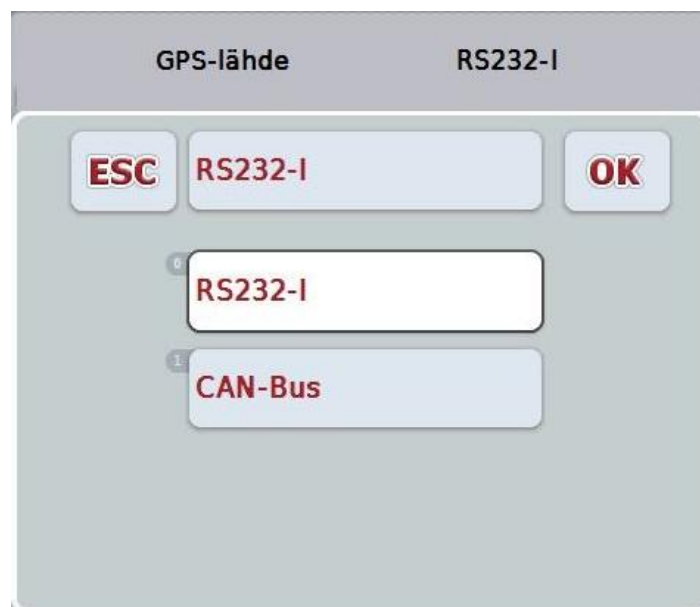 GPS-lähde RS232-I
ESC RS232-I OK
0
RS232-I
1
CAN-Bus